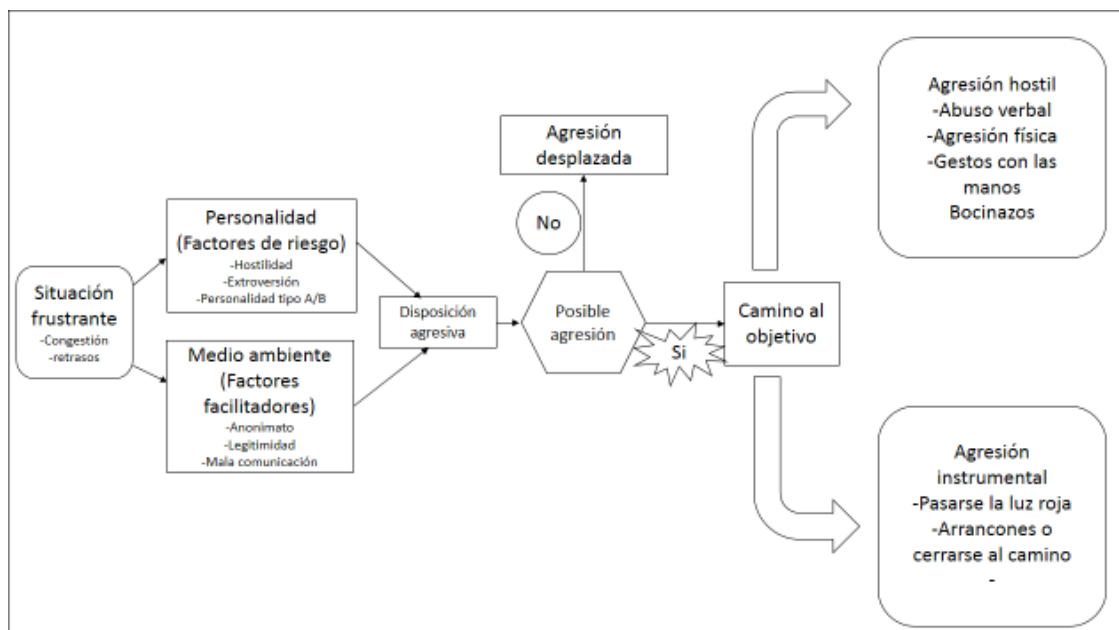 Situación
frustrante
-Congestión
-retrasos
Personalidad
(Factores de riesgo)
-Hostilidad
-Extroversión
-Personalidad tipo A/B
Medio ambiente
(Factores
facilitadores)
-Anonimato
-Legitimidad
-Mala comunicación
Disposición
agresiva
Agresión
desplazada
No
Posible
agresión
Si
Camino al
objetivo
Agresión hostil
-Abuso verbal
-Agresión física
-Gestos con las
manos
Bocinazos
Agresión
instrumental
-Pasarse la luz roja
-Arrancones o
cerrarse al camino
-